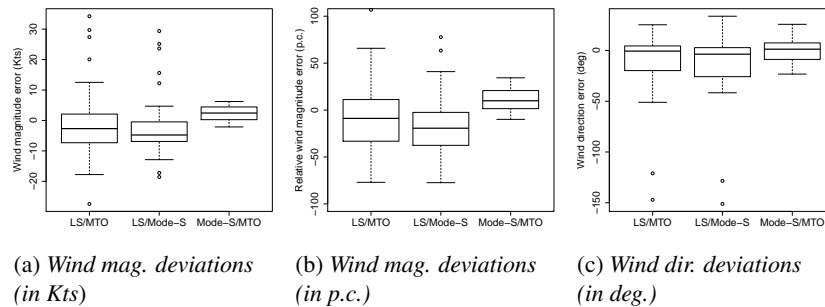 Wind magnitude error (Kts)
30
20
10
0
−10
−20
LS/MTO LS/Mode−S Mode−S/MTO
Relative wind magnitude error (p.c.)
100
50
0
−50
−100
LS/MTO LS/Mode−S Mode−S/MTO
Wind direction error (deg)
0
−50
−100
−150
LS/MTO LS/Mode−S Mode−S/MTO
(a) Wind mag. deviations
(in Kts)
(b) Wind mag. deviations
(in p.c.)
(c) Wind dir. deviations
(in deg.)